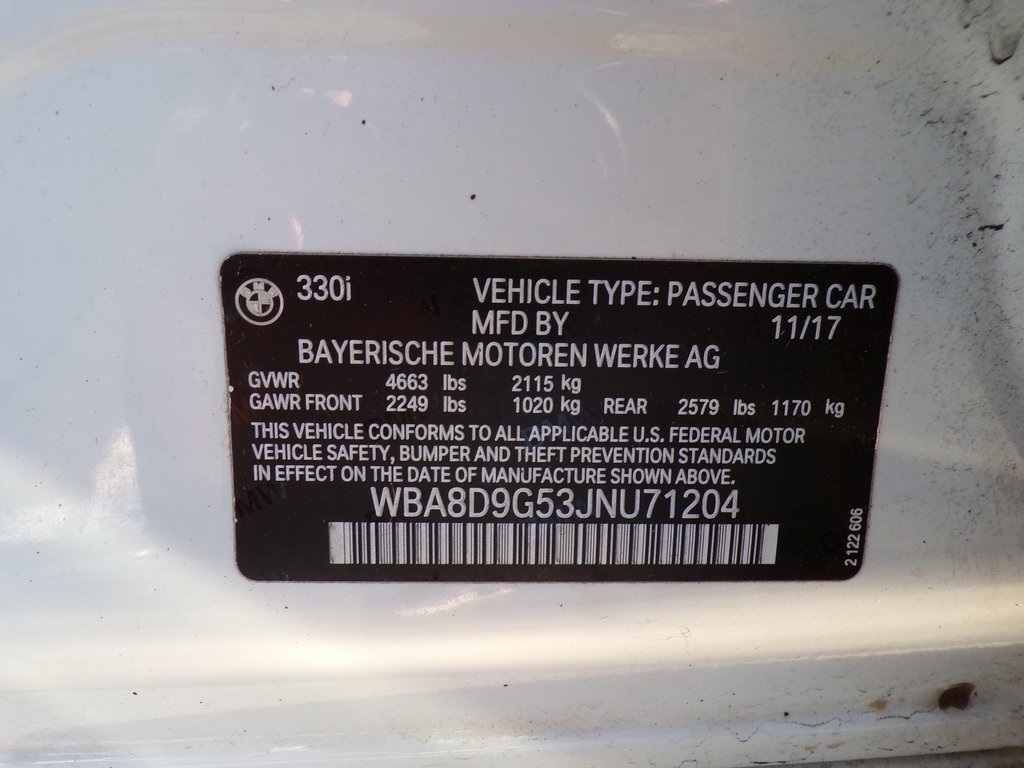 330i VEHICLE TYPE: PASSENGER CAR
MFD BY 11/17
BAYERISCHE MOTOREN WERKE AG
GVWR 4663 lbs 2115 kg
GAWR FRONT 2249 lbs 1020 kg REAR 2579 lbs 1170 kg
THIS VEHICLE CONFORMS TO ALL APPLICABLE U.S. FEDERAL MOTOR
VEHICLE SAFETY, BUMPER AND THEFT PREVENTION STANDARDS
IN EFFECT ON THE DATE OF MANUFACTURE SHOWN ABOVE.
WBA8D9G53JNU71204
2 122 606